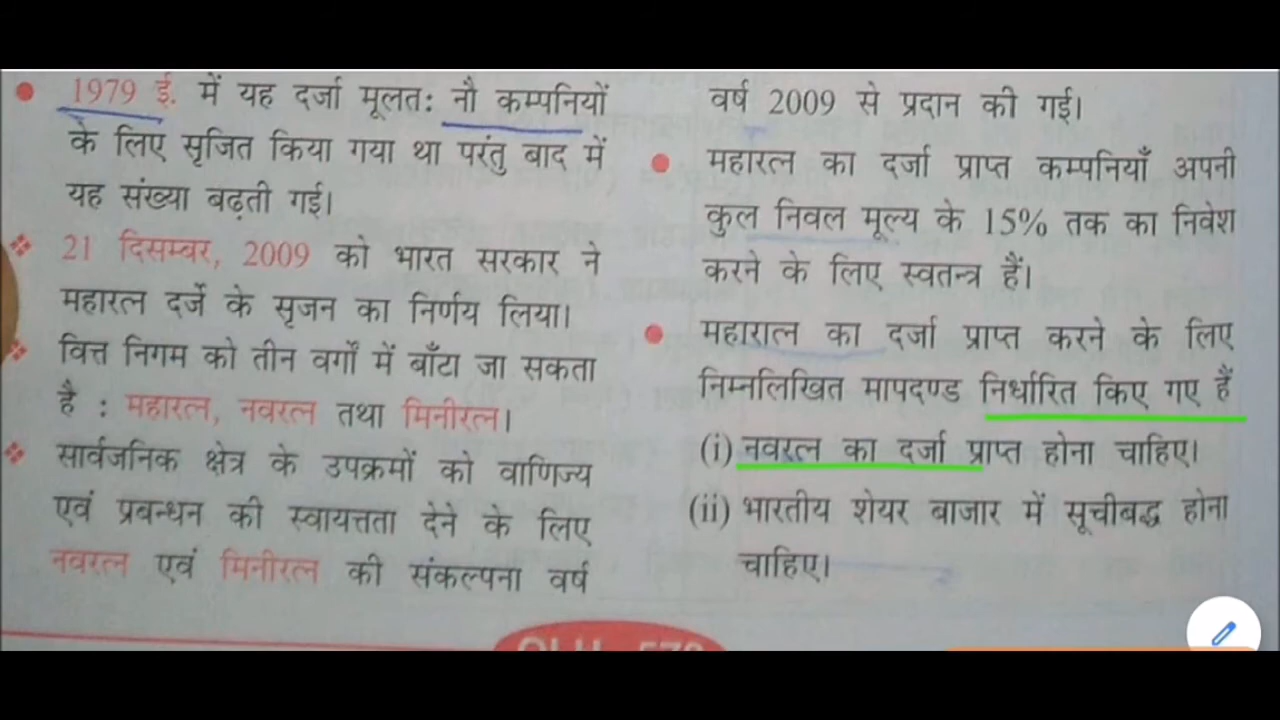 1979 ई. में यह दर्जा मूलत: नौ कम्पनियों
के लिए सृजित किया गया था परंतु बाद में
यह संख्या बढ़ती गई।
21 दिसम्बर, 2009 को भारत सरकार ने
महारत्न दर्जे के सृजन का निर्णय लिया।
वित्त निगम को तीन वर्गों में बाँटा जा सकता
है : महारत्न, नवरत्न तथा मिनीरत्न।
सार्वजनिक क्षेत्र के उपक्रमों को वाणिज्य
एवं प्रबन्धन की स्वायत्तता देने के लिए
नवरत्न एवं मिनीरत्न की संकल्पना वर्ष
वर्ष 2009 से प्रदान की गई।
महारत्न का दर्जा प्राप्त कम्पनियाँ अपनी
कुल निवल मूल्य के 15% तक का निवेश
करने के लिए स्वतन्त्र हैं।
महारात्न का दर्जा प्राप्त करने के लिए
निम्नलिखित मापदण्ड निर्धारित किए गए हैं
(i) नवरत्न का दर्जा प्राप्त होना चाहिए।
(ii) भारतीय शेयर बाजार में सूचीबद्ध होना
चाहिए।